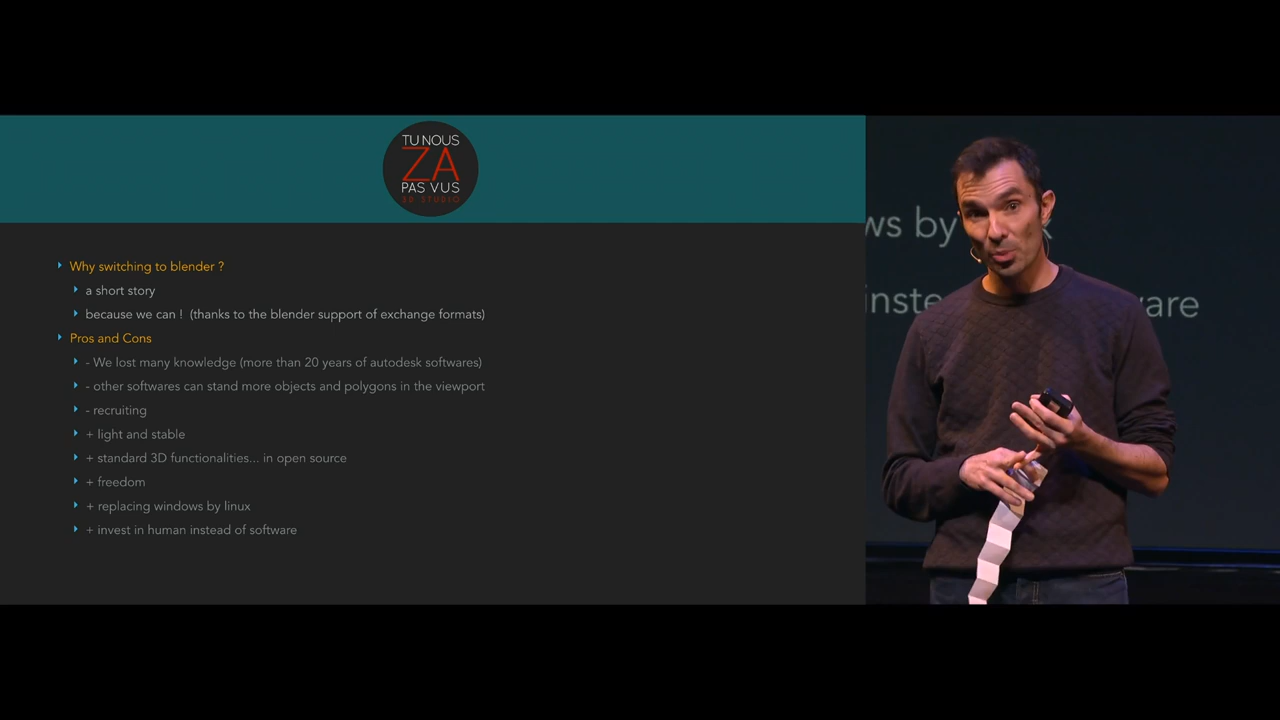 TU NOUS
ZA
PAS VUS
3D STUDIO
Why switching to blender ?
a short story
because we can ! (thanks to the blender support of exchange formats)
Pros and Cons
- We lost many knowledge (more than 20 years of autodesk softwares)
- other softwares can stand more objects and polygons in the viewport
- recruiting
+ light and stable
+ standard 3D functionalities... in open source
+ freedom
+ replacing windows by linux
+ invest in human instead of software
ws by